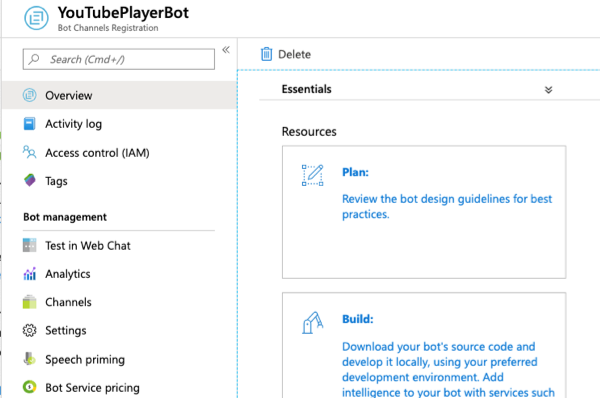 YouTubePlayerBot
Bot Channels Registration
Search (Cmd+/)
«
Overview
Activity log
Access control (IAM)
Tags
Bot management
Test in Web Chat
Analytics
Channels
Settings
Speech priming
Bot Service pricing
Delete
Essentials
Resources
Plan:
Review the bot design guidelines for best
practices.
Build:
Download your bot's source code and
develop it locally, using your preferred
development environment. Add
intelligence to your bot with services such